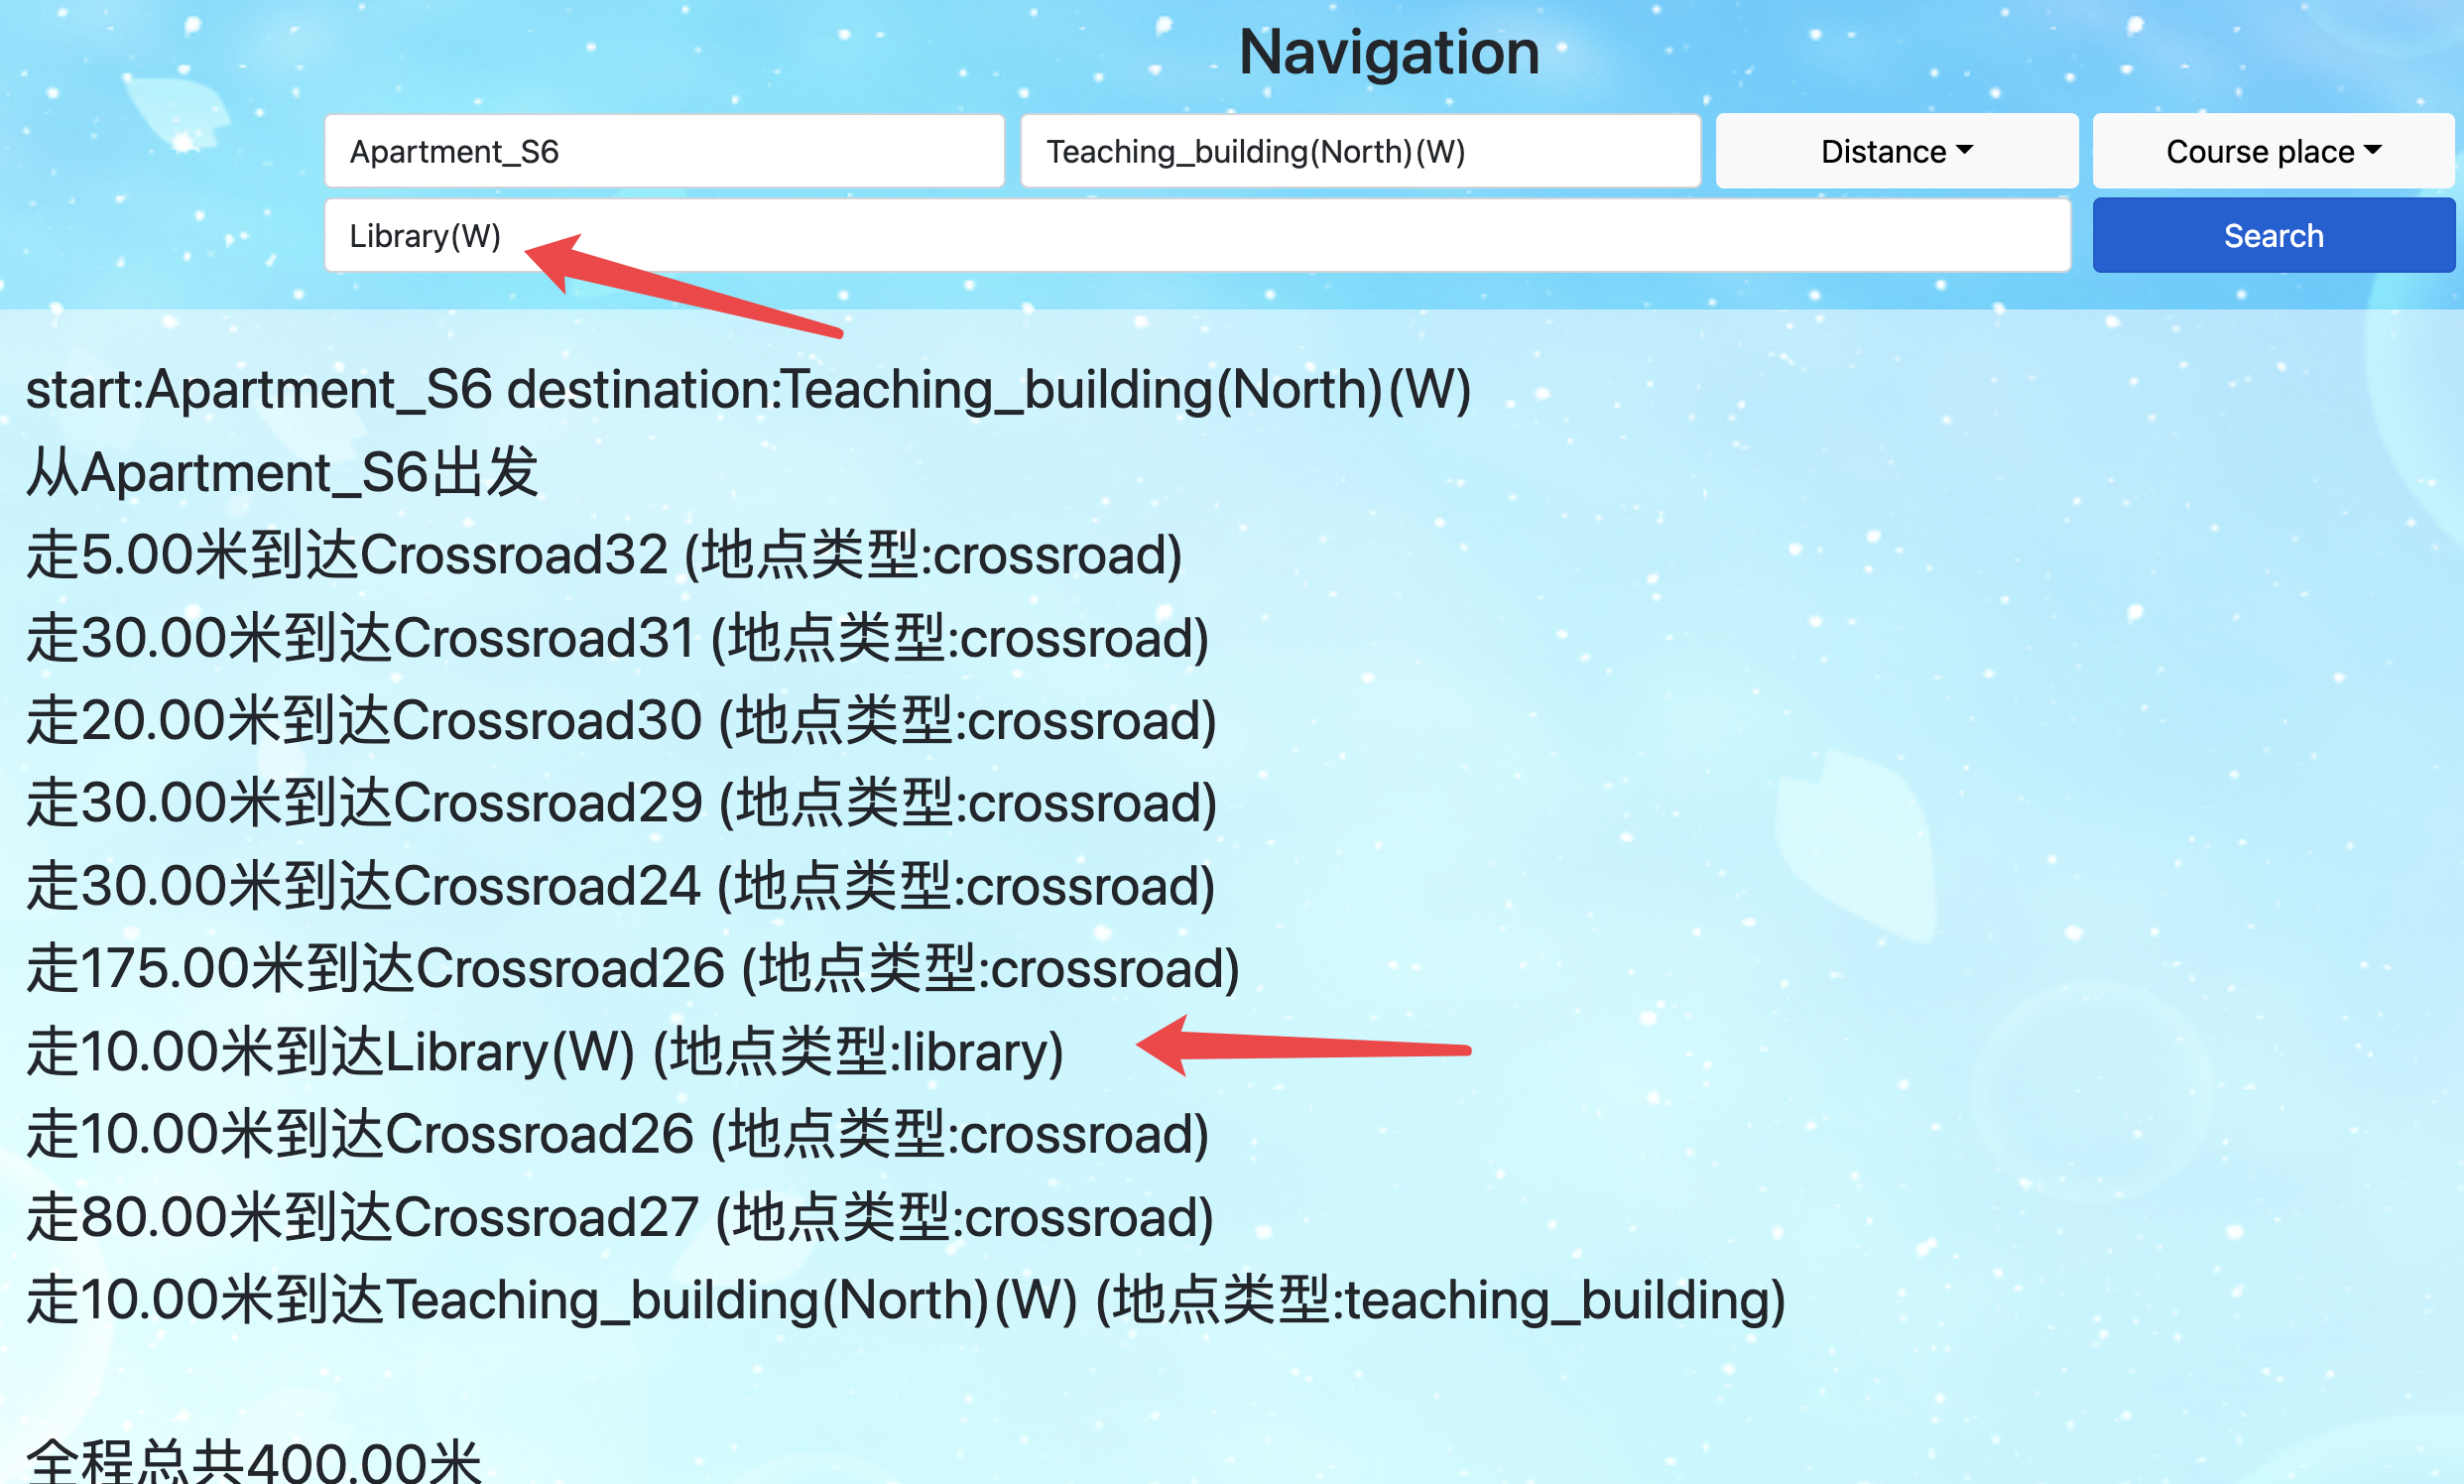 Navigation
Apartment_S6 Teaching_building(North)(W) Distance Course place
Library(W) Search
start:Apartment_S6 destination:Teaching_building(North)(W)
从Apartment_S6出发
走5.00米到达Crossroad32 (地点类型:crossroad)
走30.00米到达Crossroad31 (地点类型:crossroad)
走20.00米到达Crossroad30 (地点类型:crossroad)
走30.00米到达Crossroad29 (地点类型:crossroad)
走30.00米到达Crossroad24 (地点类型:crossroad)
走175.00米到达Crossroad26 (地点类型:crossroad)
走10.00米到达Library(W) (地点类型:library)
走10.00米到达Crossroad26 (地点类型:crossroad)
走80.00米到达Crossroad27 (地点类型:crossroad)
走10.00米到达Teaching_building(North)(W) (地点类型:teaching_building)
全程总共400.00米